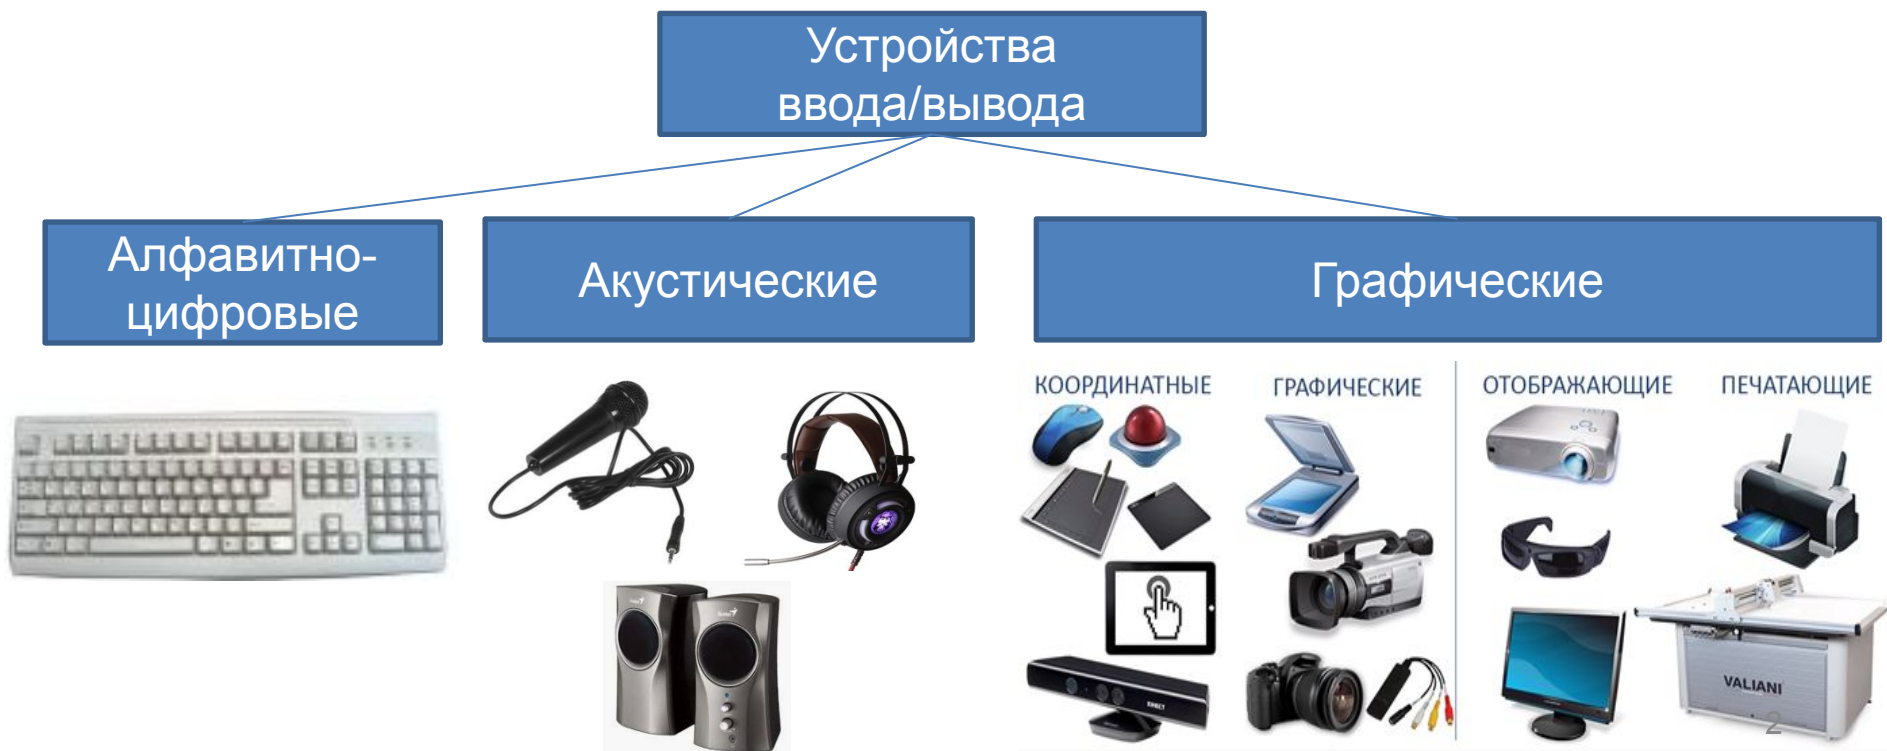 Устройства
ввода/вывода
Алфавитно-
цифровые
Акустические
Графические
КООРДИНАТНЫЕ
ГРАФИЧЕСКИЕ
ОТОБРАЖАЮЩИЕ
ПЕЧАТАЮЩИЕ
VALIANI
2